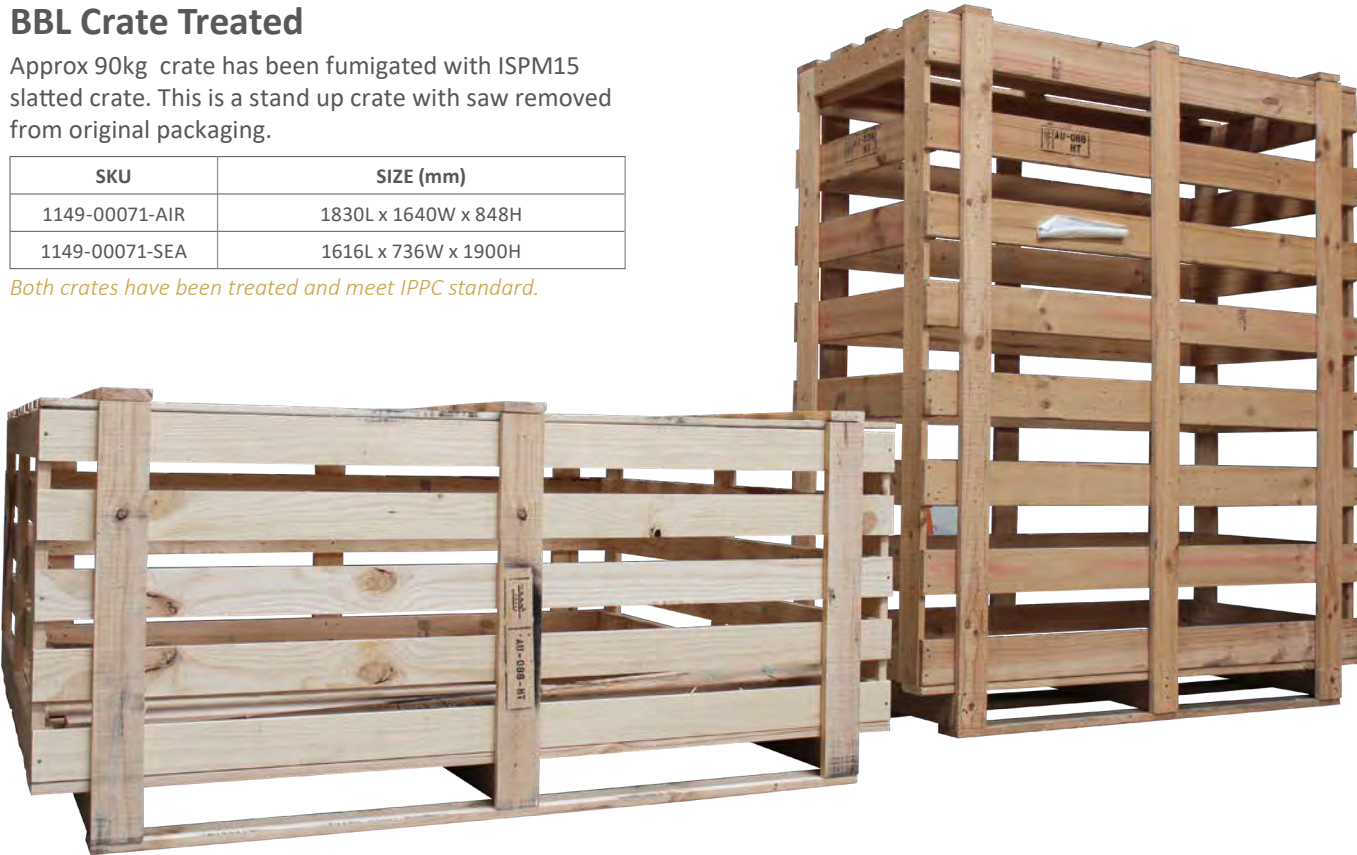 BBL Crate Treated
Approx 90kg crate has been fumigated with ISPM15
slatted crate. This is a stand up crate with saw removed
from original packaging.
SKU SIZE (mm)
1149-00071-AIR 1830L x 1640W x 848H
1149-00071-SEA 1616L x 736W x 1900H
Both crates have been treated and meet IPPC standard.
AU-088
HT
AU-088-HT